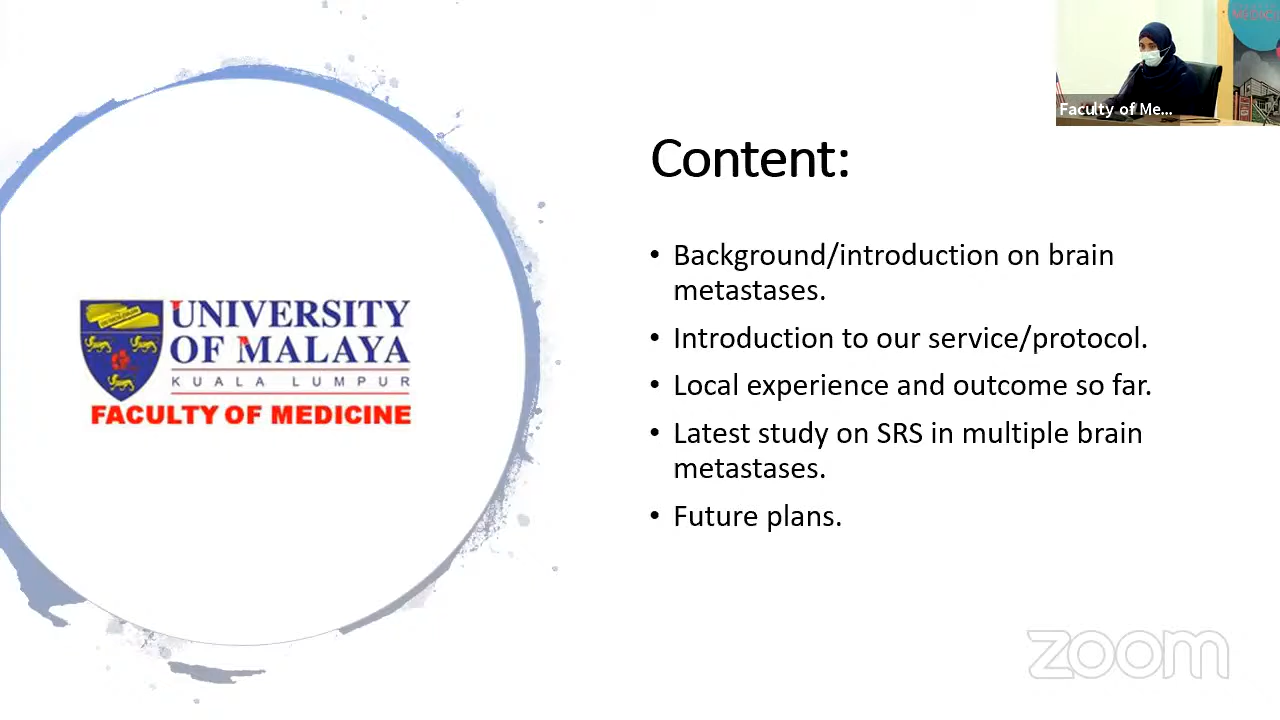 Faculty of Me...
Content:
• Background/introduction on brain
metastases.
• Introduction to our service/protocol.
• Local experience and outcome so far.
• Latest study on SRS in multiple brain
metastases.
• Future plans.
UNIVERSITY
OF MALAYA
KUALA LUMPUR
FACULTY OF MEDICINE
zoom